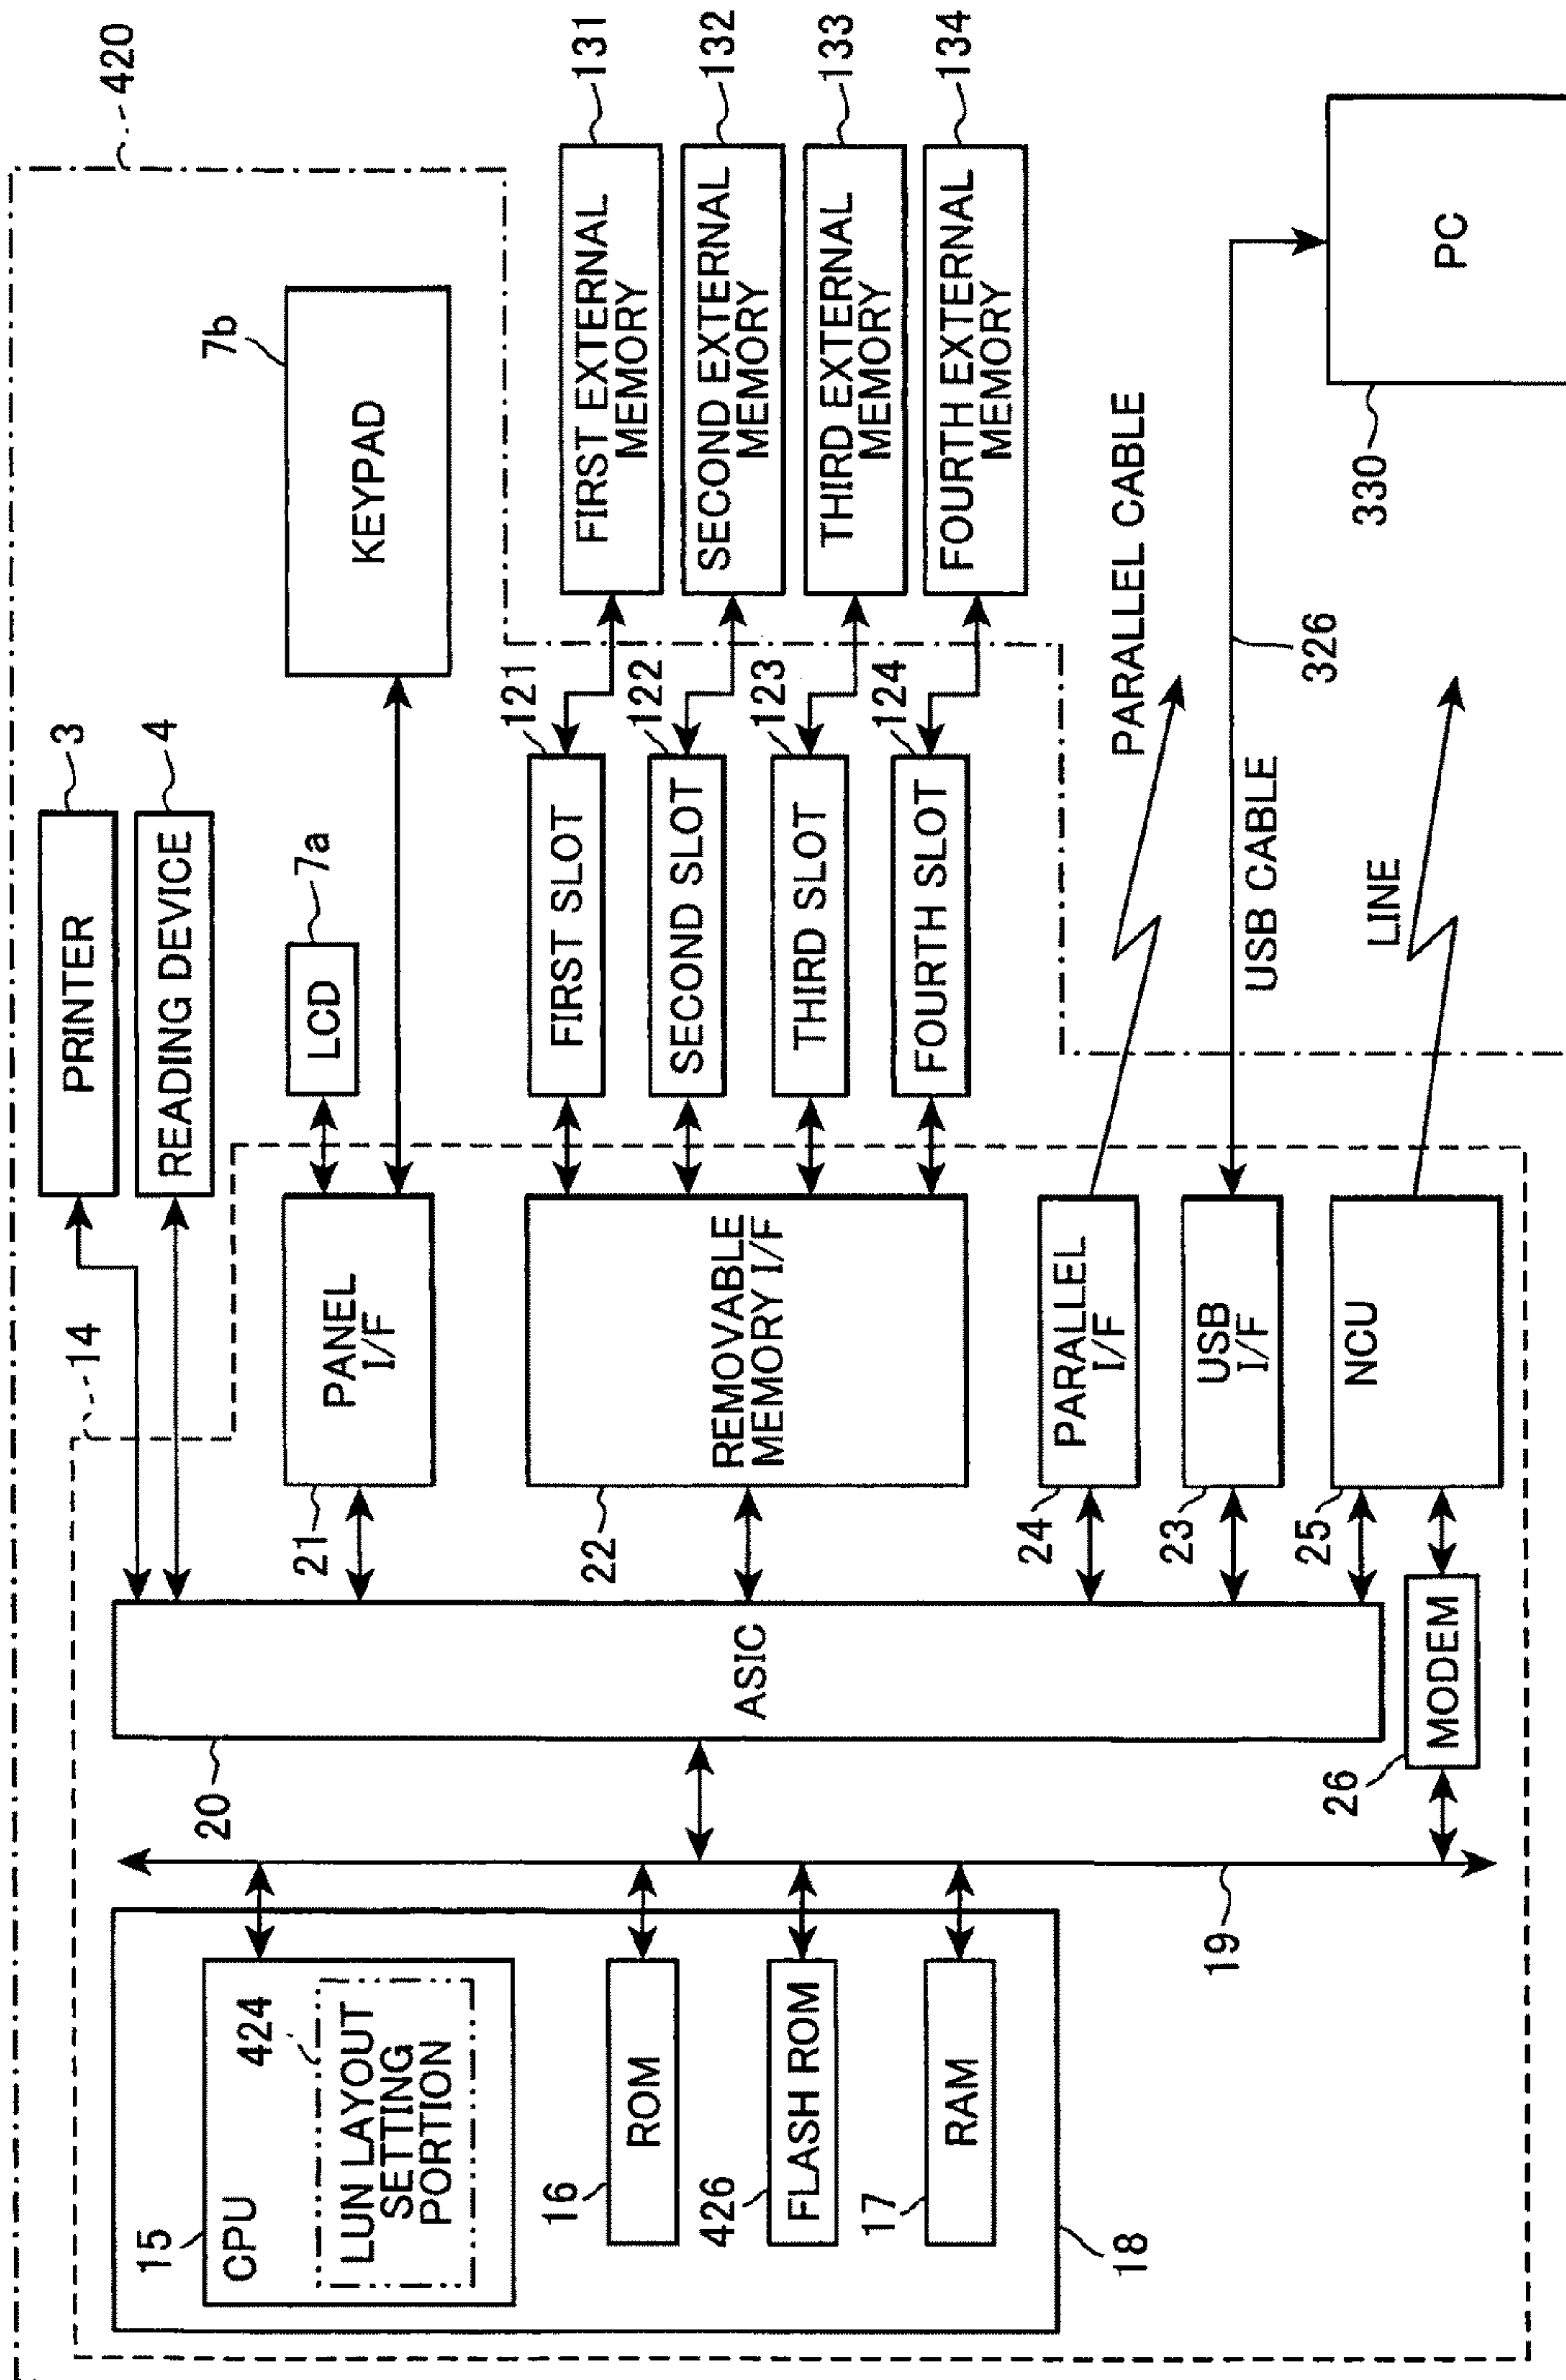 420
14
15
CPU
424
LUN LAYOUT
SETTING
PORTION
16
ROM
426
FLASH ROM
17
RAM
18
19
20
ASIC
26
MODEM
21
PANEL
I/F
22
REMOVABLE
MEMORY I/F
24
PARALLEL
I/F
23
USB
I/F
25
NCU
PRINTER
3
READING DEVICE
4
LCD
7a
KEYPAD
7b
FIRST SLOT
121
SECOND SLOT
122
THIRD SLOT
123
FOURTH SLOT
124
FIRST EXTERNAL
MEMORY
131
SECOND EXTERNAL
MEMORY
132
THIRD EXTERNAL
MEMORY
133
FOURTH EXTERNAL
MEMORY
134
PARALLEL CABLE
USB CABLE
326
LINE
330
PC